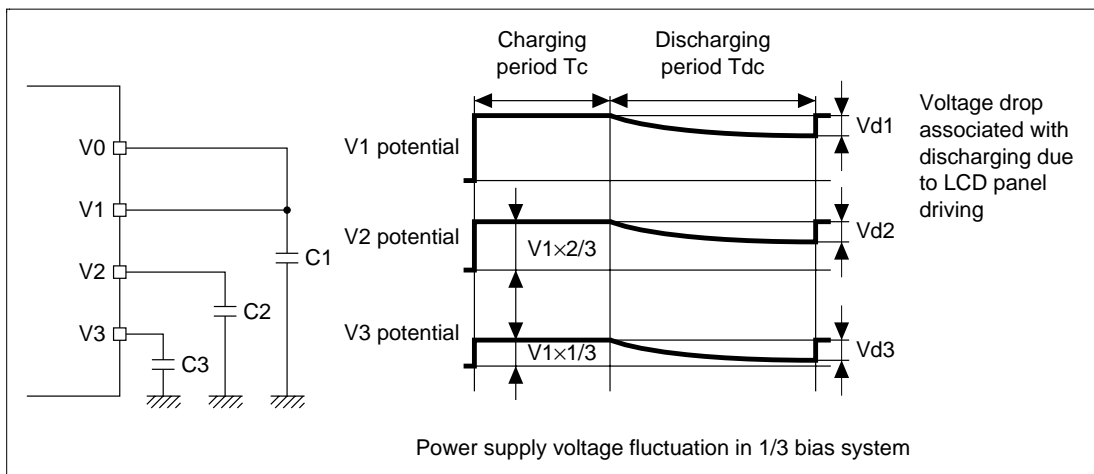 Charging
period Tc
Discharging
period Tdc
V0
V1
V2
V3
C1
C2
C3
V1 potential
Vd1
Voltage drop
associated with
discharging due
to LCD panel
driving
V2 potential
V1×2/3
Vd2
V3 potential
V1×1/3
Vd3
Power supply voltage fluctuation in 1/3 bias system